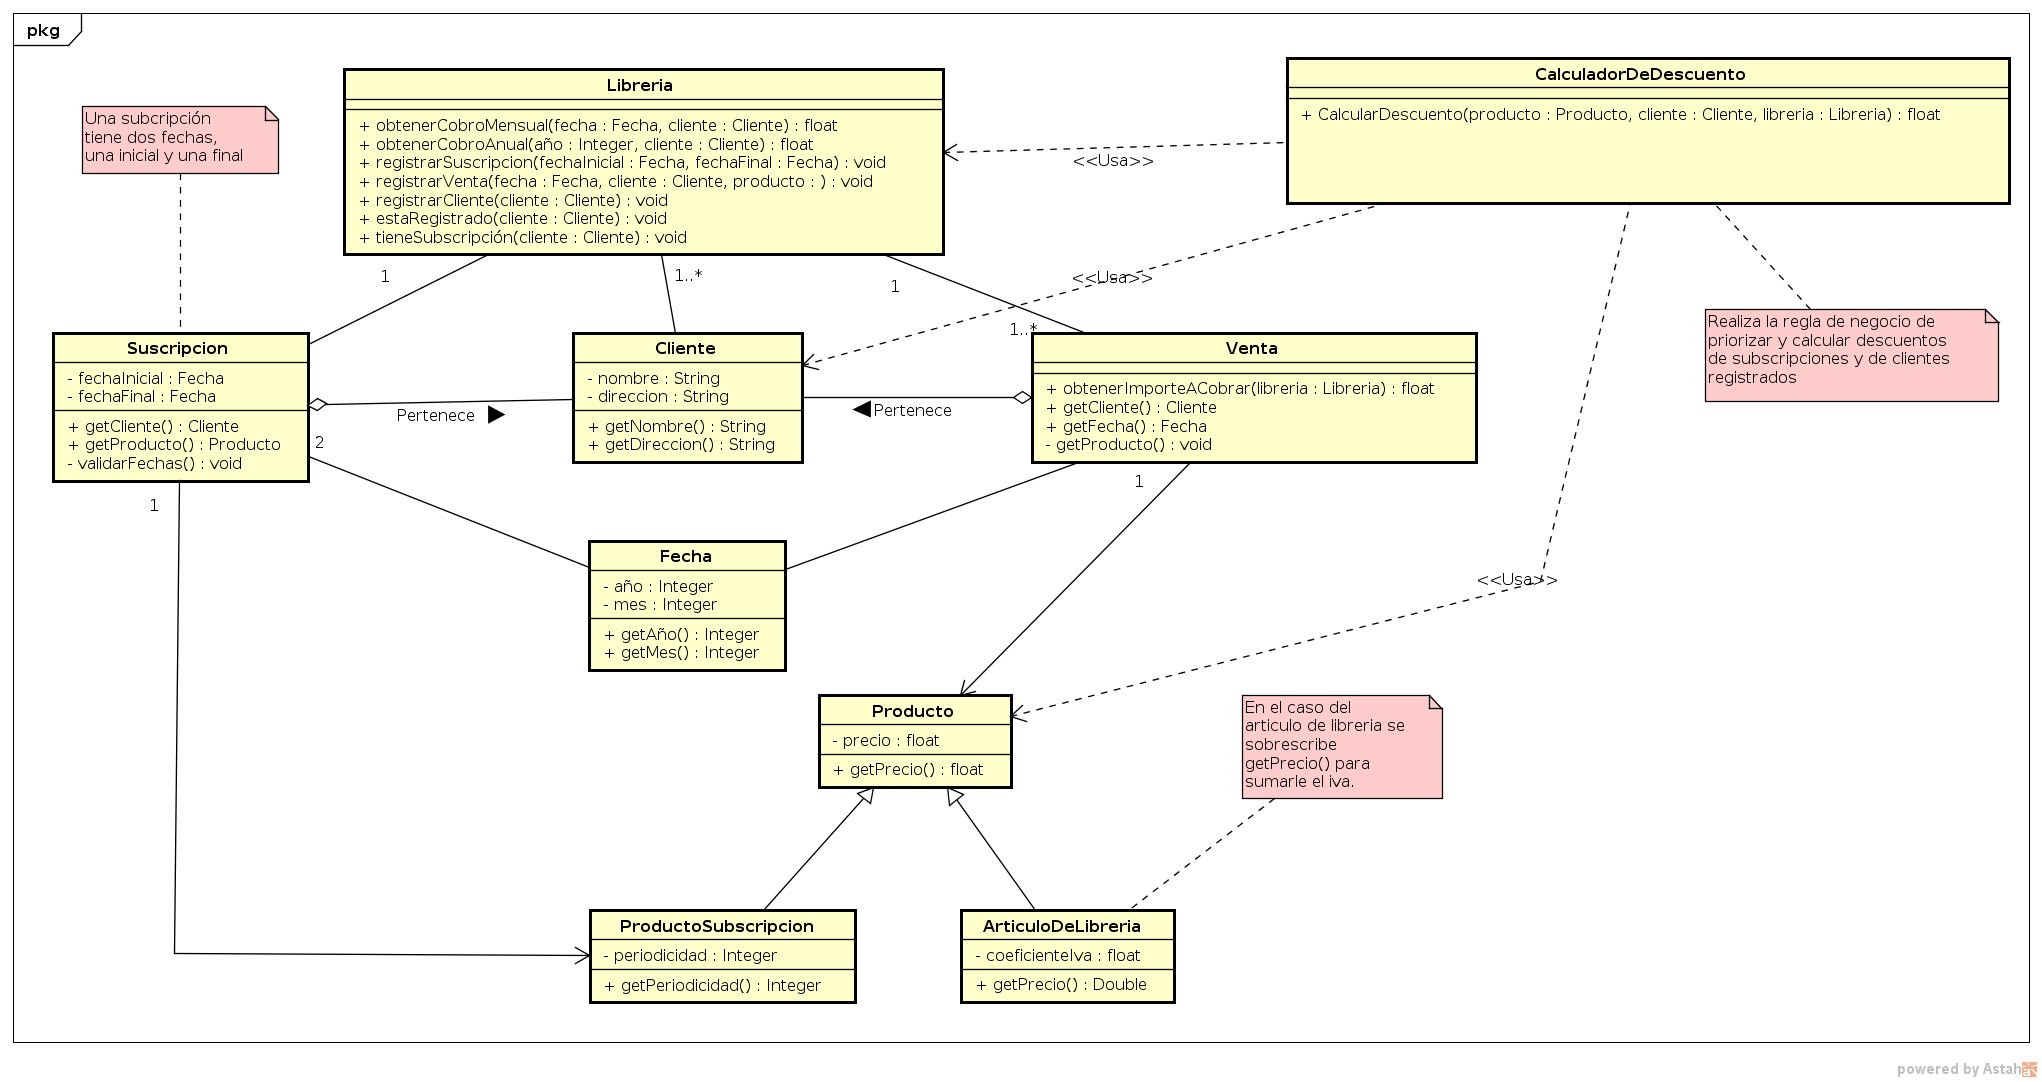 pkg
Libreria
+ obtenerCobroMensual(fecha : Fecha, cliente : Cliente) : float
+ obtenerCobroAnual(año : Integer, cliente : Cliente) : float
+ registrarSuscripcion(fechaInicial : Fecha, fechaFinal : Fecha) : void
+ registrarVenta(fecha : Fecha, cliente : Cliente, producto : ) : void
+ registrarCliente(cliente : Cliente) : void
+ estaRegistrado(cliente : Cliente) : void
+ tieneSubscripción(cliente : Cliente) : void
CalculadorDeDescuento
+ CalcularDescuento(producto : Producto, cliente : Cliente, libreria : Libreria) : float
Una subcripción
tiene dos fechas,
una inicial y una final
<<Usa>>
<<Usa>>
1
1..*
1
1..*
Suscripcion
- fechaInicial : Fecha
- fechaFinal : Fecha
+ getCliente() : Cliente
+ getProducto() : Producto
- validarFechas() : void
Cliente
- nombre : String
- direccion : String
+ getNombre() : String
+ getDireccion() : String
Venta
+ obtenerImporteACobrar(libreria : Libreria) : float
+ getCliente() : Cliente
+ getFecha() : Fecha
- getProducto() : void
Realiza la regla de negocio de
priorizar y calcular descuentos
de subscripciones y de clientes
registrados
Pertenece
Pertenece
2
1
1
Fecha
- año : Integer
- mes : Integer
+ getAño() : Integer
+ getMes() : Integer
<<Usa>>
Producto
- precio : float
+ getPrecio() : float
En el caso del
articulo de libreria se
sobrescribe
getPrecio() para
sumarle el iva.
ProductoSubscripcion
- periodicidad : Integer
+ getPeriodicidad() : Integer
ArticuloDeLibreria
- coeficienteIva : float
+ getPrecio() : Double
powered by Astah